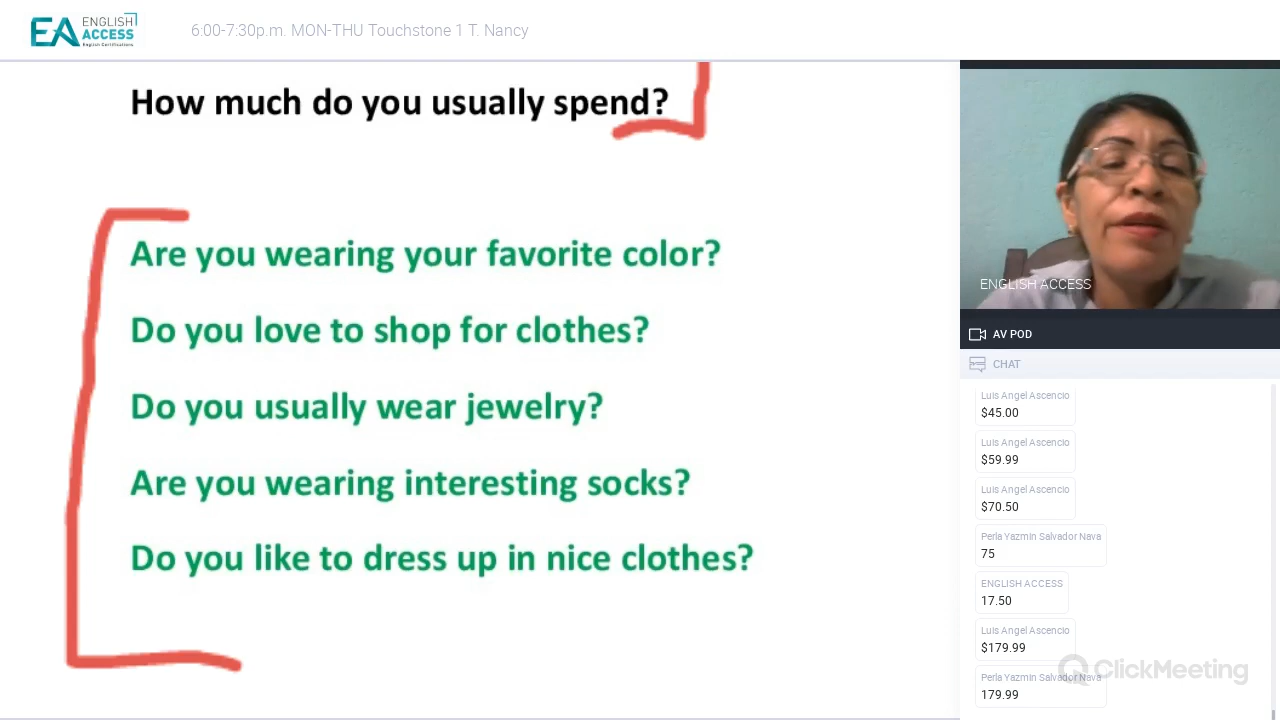 EA ENGLISH
ACCESS
English Certifications
6:00-7:30p.m. MON-THU Touchstone 1 T. Nancy
How much do you usually spend?
Are you wearing your favorite color?
Do you love to shop for clothes?
Do you usually wear jewelry?
Are you wearing interesting socks?
Do you like to dress up in nice clothes?
ENGLISH ACCESS
AV POD
CHAT
Luis Angel Ascencio
$45.00
Luis Angel Ascencio
$59.99
Luis Angel Ascencio
$70.50
Perla Yazmin Salvador Nava
75
ENGLISH ACCESS
17.50
Luis Angel Ascencio
$179.99
Perla Yazmin Salvador Nava
179.99
ClickMeeting